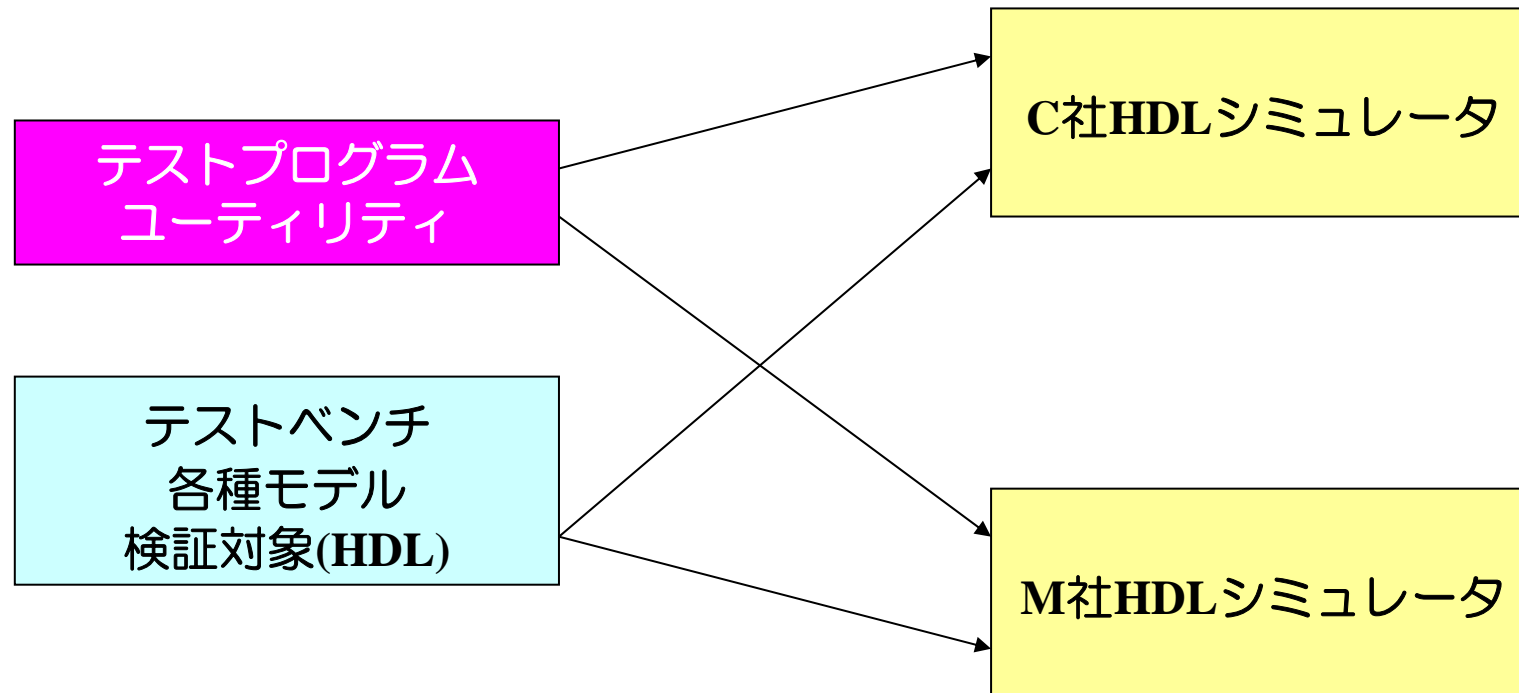 テストプログラム
ユーティリティ
テストベンチ
各種モデル
検証対象(HDL)
C社HDLシミュレータ
M社HDLシミュレータ